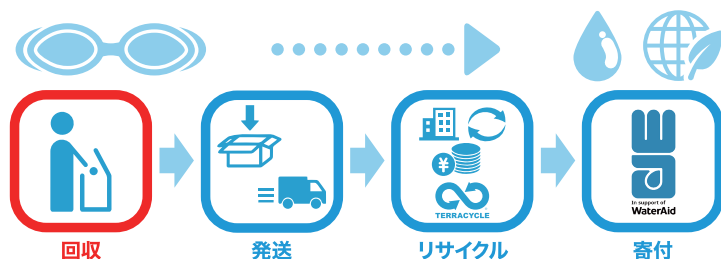 ¥
TERRACYCLE
In support of
WaterAid
回収
発送
リサイクル
寄付